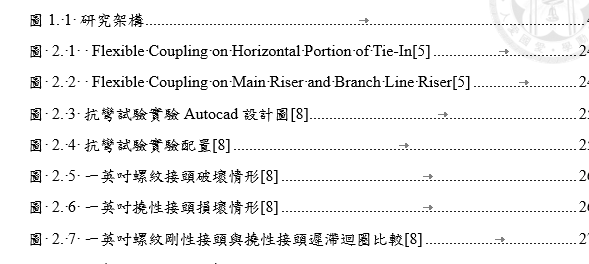 圖 1.1 研究架構
圖 2.1 Flexible Coupling on Horizontal Portion of Tie-In[5] 24
圖 2.2 Flexible Coupling on Main Riser and Branch Line Riser[5] 24
圖 2.3 抗彎試驗實驗 Autocad 設計圖[8] 25
圖 2.4 抗彎試驗實驗配置[8] 25
圖 2.5 一英吋螺紋接頭破壞情形[8] 26
圖 2.6 一英吋撓性接頭損壞情形[8] 26
圖 2.7 一英吋螺紋剛性接頭與撓性接頭遲滯迴圈比較[8] 27